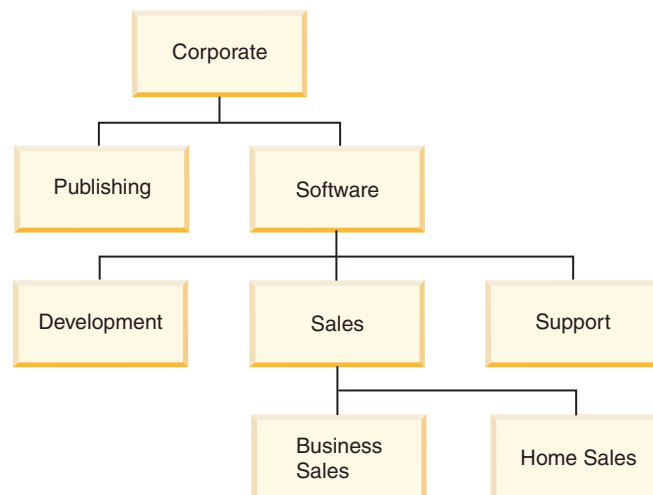 Corporate
Publishing
Software
Development
Sales
Support
Business
Sales
Home Sales